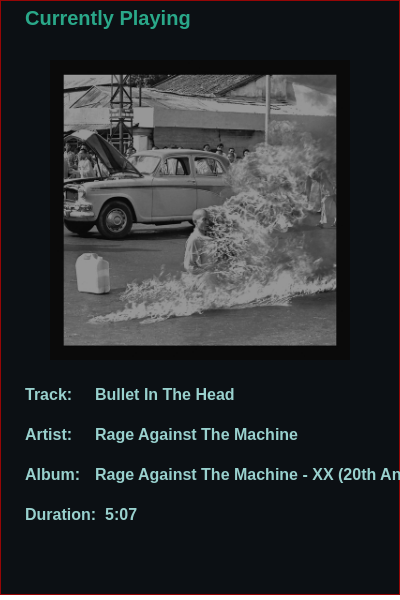 Currently Playing
Track: Bullet In The Head
Artist: Rage Against The Machine
Album: Rage Against The Machine - XX (20th An
Duration: 5:07